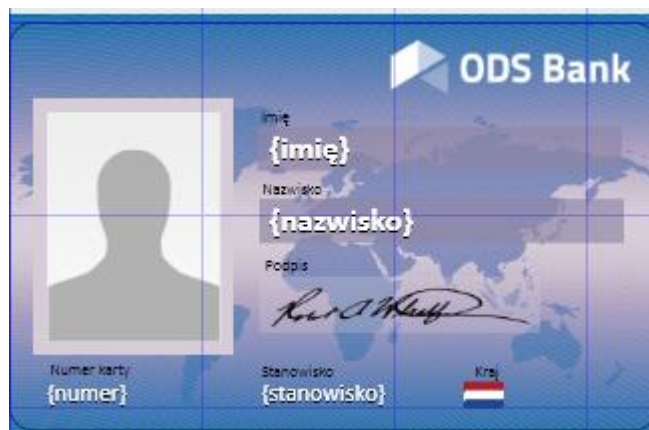 ODS Bank
Imię
{imię}
Nazwisko
{nazwisko}
Podpis
Numer karty
{numer}
Stanowisko
{stanowisko}
Kraj